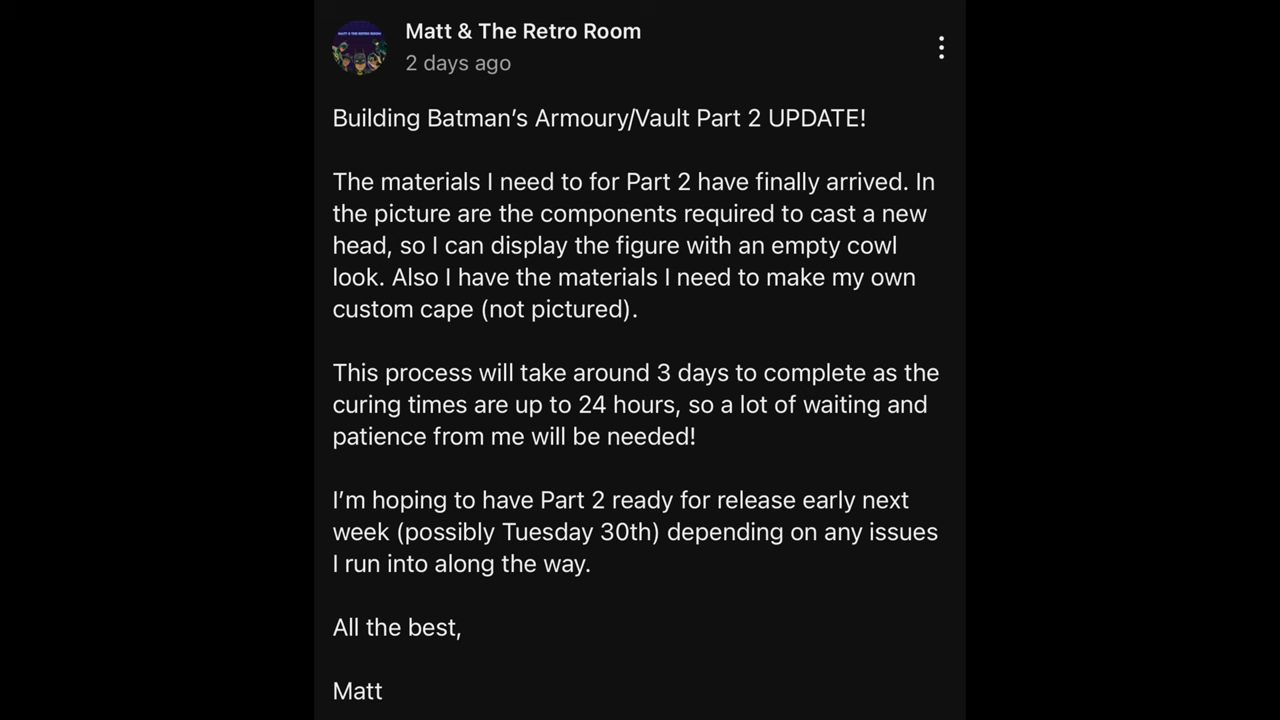 Matt & The Retro Room
2 days ago
Building Batman's Armoury/Vault Part 2 UPDATE!
The materials I need to for Part 2 have finally arrived. In
the picture are the components required to cast a new
head, so I can display the figure with an empty cowl
look. Also I have the materials I need to make my own
custom cape (not pictured).
This process will take around 3 days to complete as the
curing times are up to 24 hours, so a lot of waiting and
patience from me will be needed!
I'm hoping to have Part 2 ready for release early next
week (possibly Tuesday 30th) depending on any issues
I run into along the way.
All the best,
Matt
MATT & THE RETRO ROOM